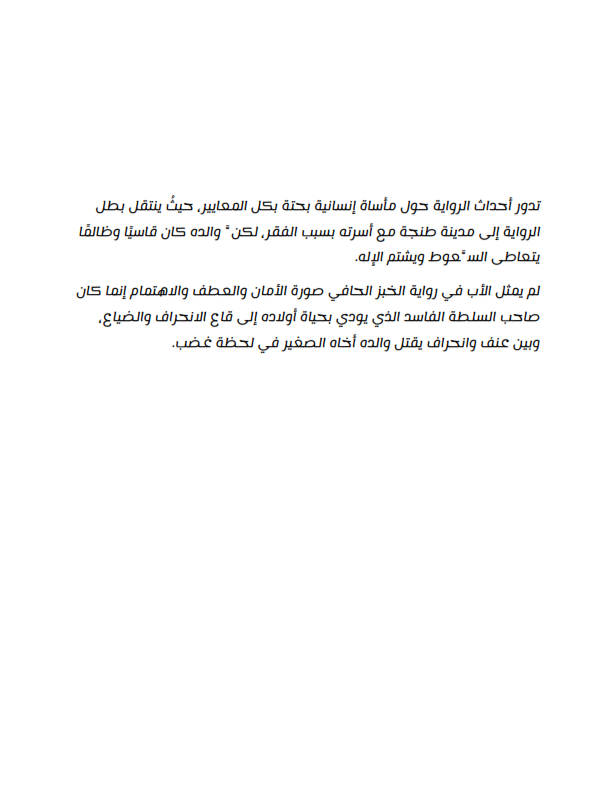 تدور أحداث الرواية حول مأساة إنسانية بحتة بكل المعايير، حيثُ ينتقل بطل
الرواية إلى مدينة طنجة مع أسرته بسبب الفقر، لكن َّ والده كان قاسيًا وظالمًا
يتعاطى الس َّعوط ويشتم الإله.
لم يمثل الأب في رواية الخبز الحافي صورة الأمان والعطف والاهتمام إنما كان
صاحب السلطة الفاسد الذي يودي بحياة أولاده إلى قاع الانحراف والضياع،
وبين عنف وانحراف يقتل والده أخاه الصغير في لحظة غضب.